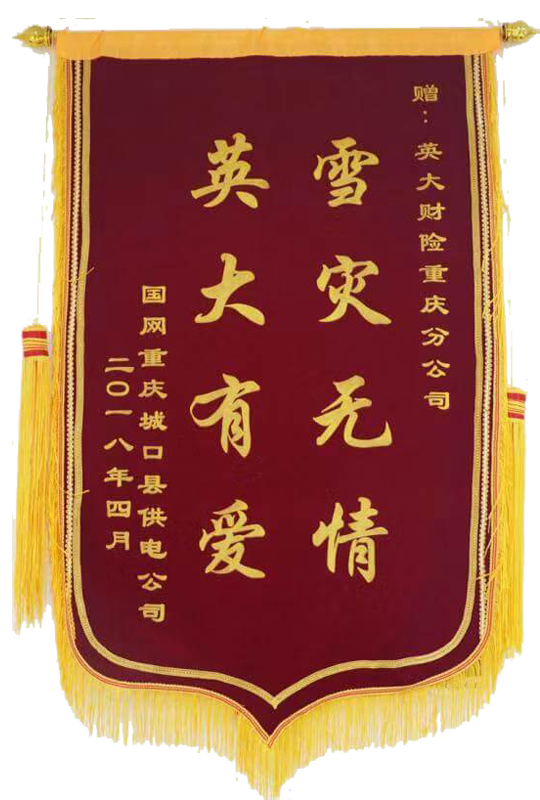 赠：英大财险重庆分公司
雪灾无情
英大有爱
国网重庆城口县供电公司
二〇一八年四月